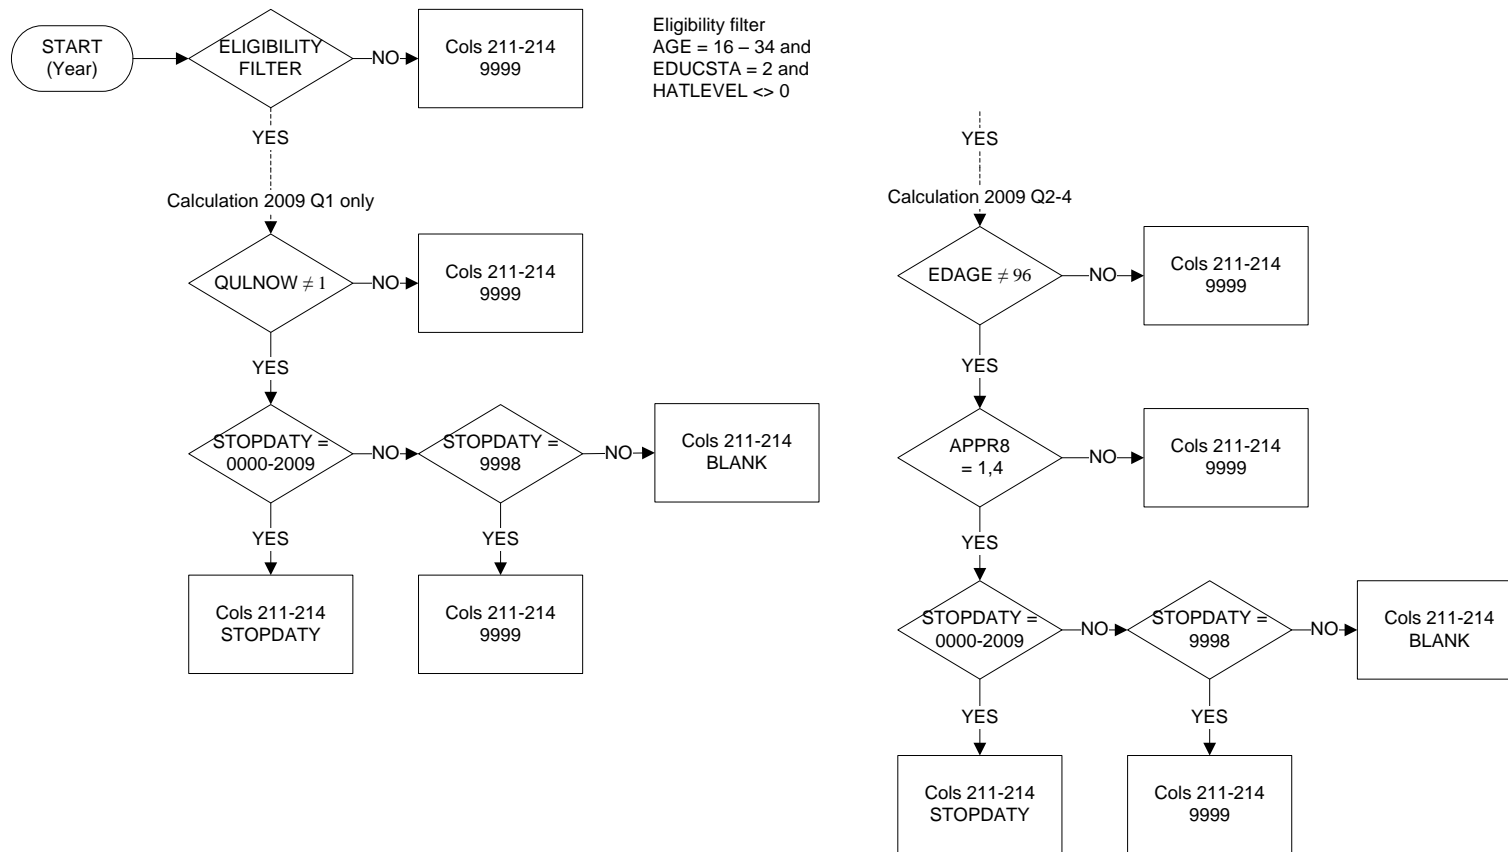 START
(Year)
ELIGIBILITY
FILTER
NO
Cols 211-214
9999
Eligibility filter
AGE = 16 – 34 and
EDUCSTA = 2 and
HATLEVEL <> 0
YES
Calculation 2009 Q1 only
QULNOW ≠ 1
NO
Cols 211-214
9999
YES
STOPDATY =
0000-2009
NO
STOPDATY =
9998
NO
Cols 211-214
BLANK
YES
YES
Cols 211-214
STOPDATY
Cols 211-214
9999
YES
Calculation 2009 Q2-4
EDAGE ≠ 96
NO
Cols 211-214
9999
YES
APPR8
= 1,4
NO
Cols 211-214
9999
YES
STOPDATY =
0000-2009
NO
STOPDATY =
9998
NO
Cols 211-214
BLANK
YES
YES
Cols 211-214
STOPDATY
Cols 211-214
9999